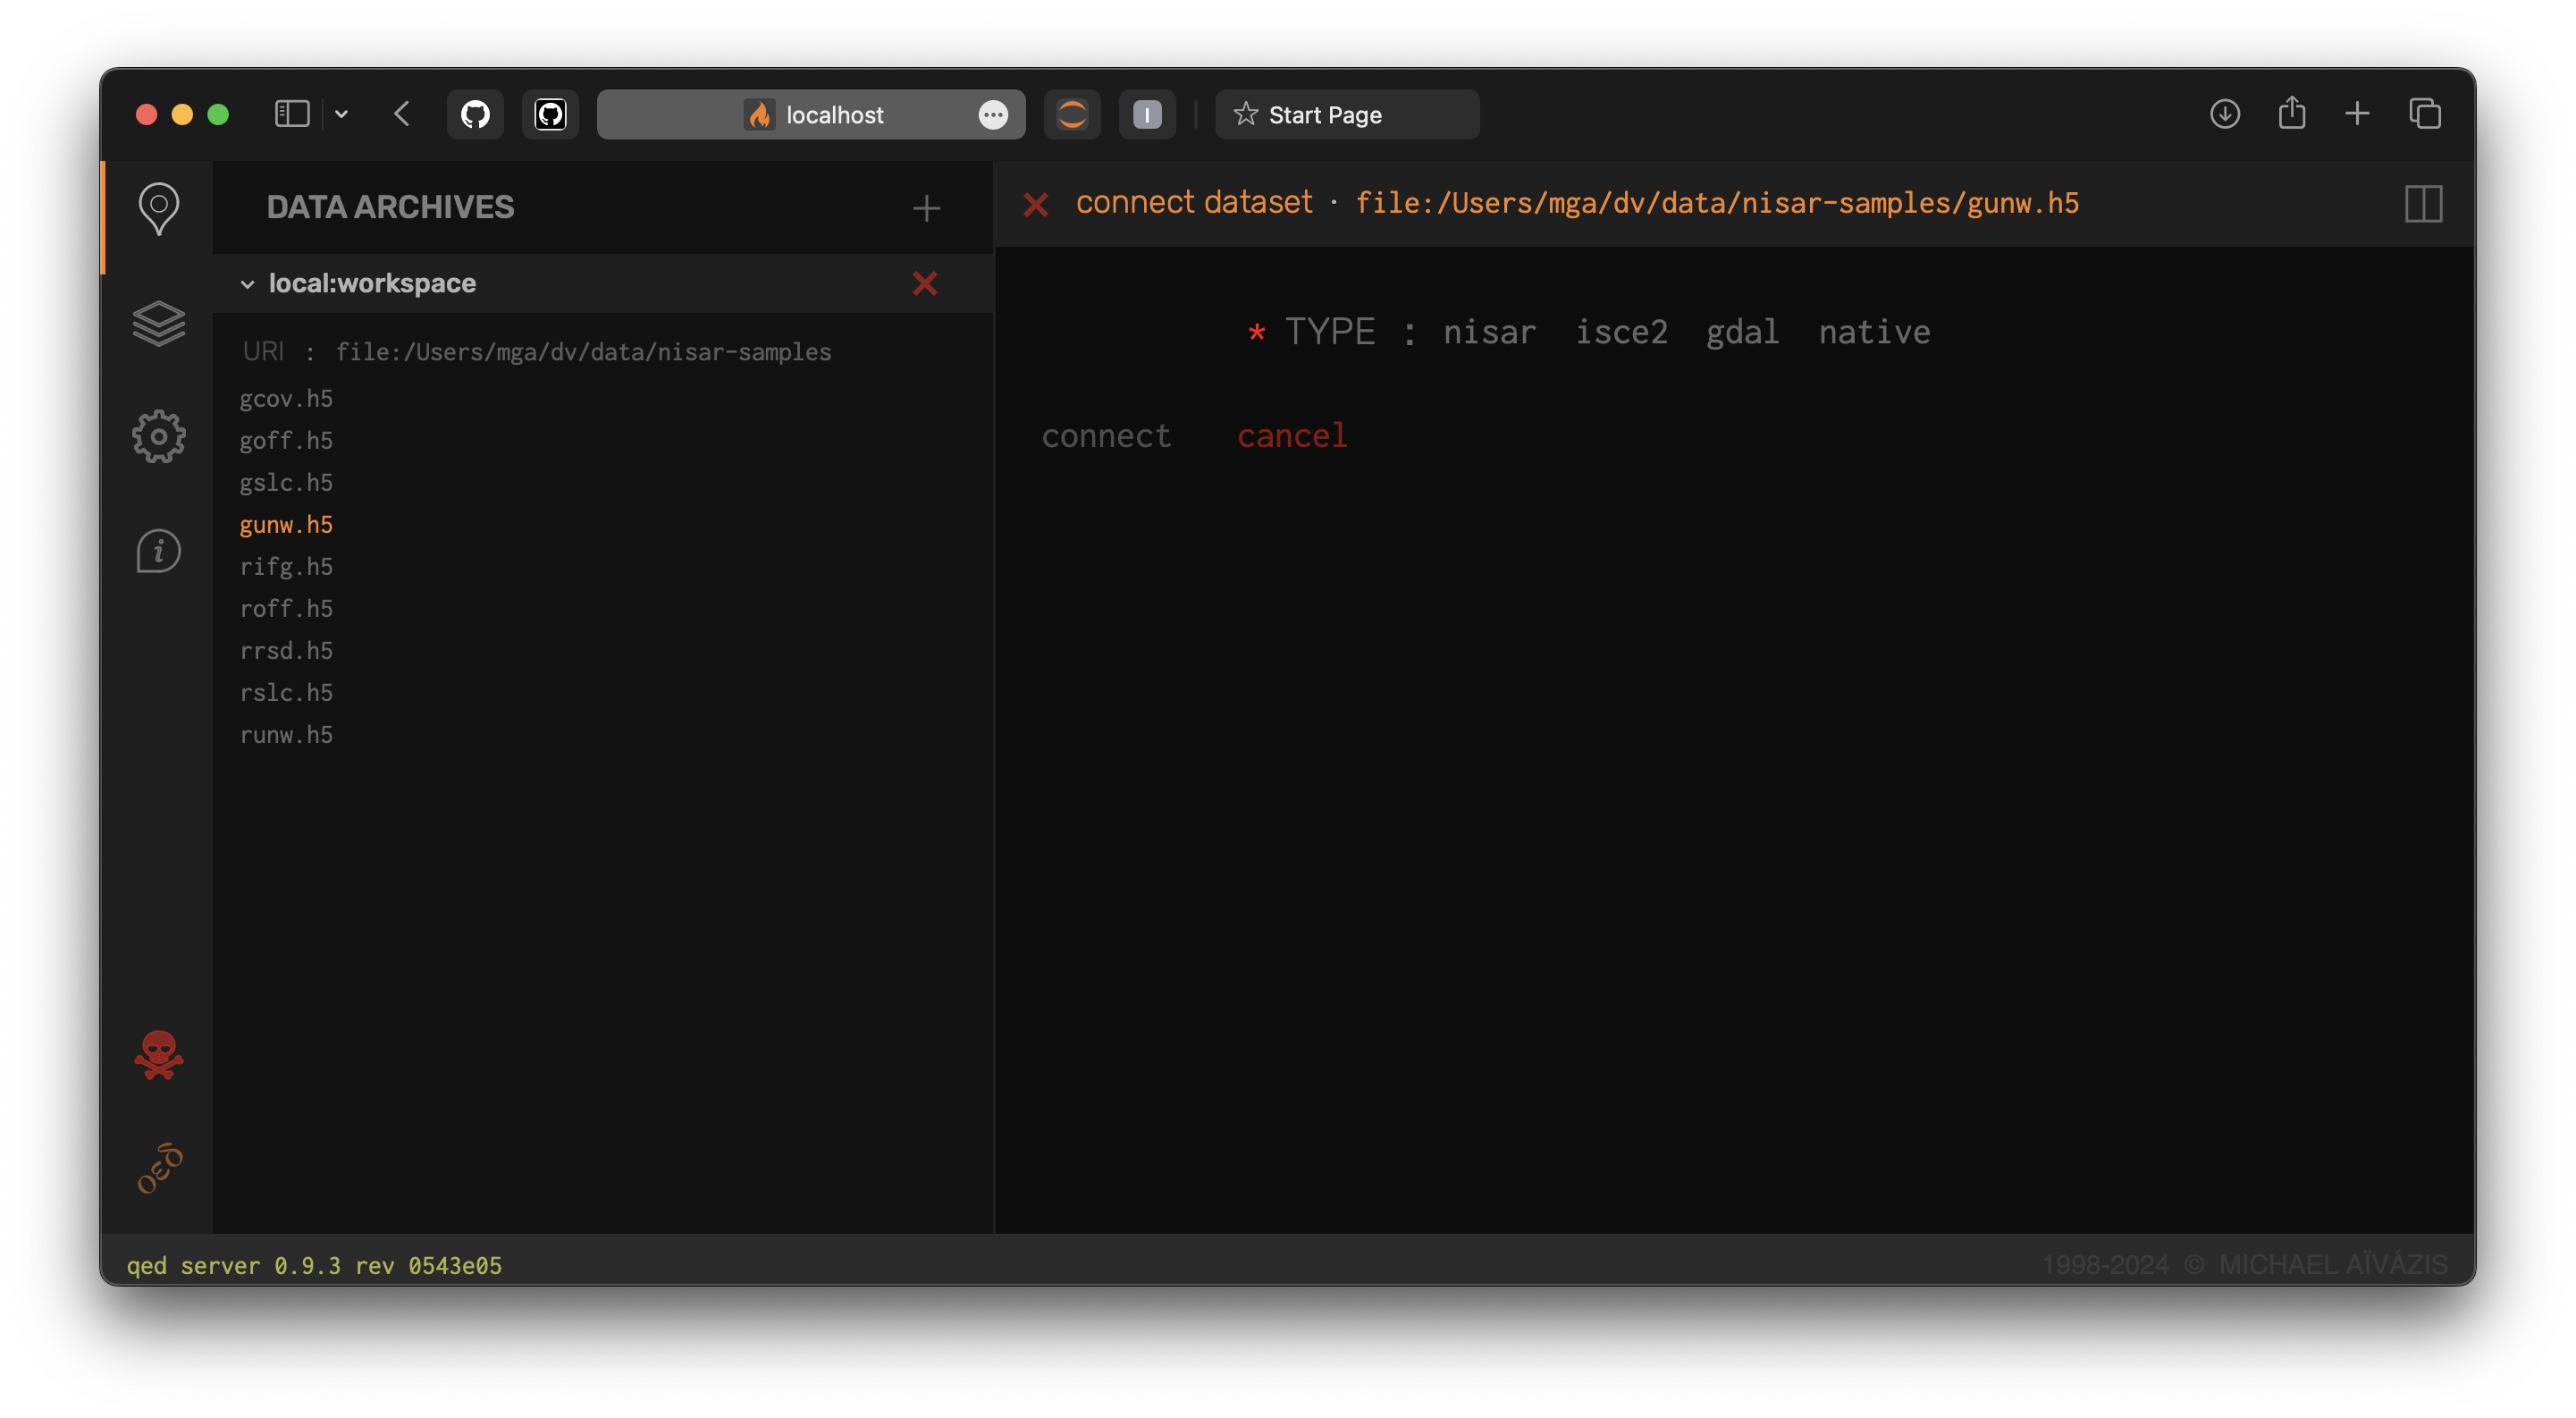 localhost
I
Start Page
DATA ARCHIVES
local:workspace
URI : file:/Users/mga/dv/data/nisar-samples
gcov.h5
goff.h5
gslc.h5
gunw.h5
rifg.h5
roff.h5
rrsd.h5
rslc.h5
runw.h5
connect dataset · file:/Users/mga/dv/data/nisar-samples/gunw.h5
* TYPE : nisar isce2 gdal native
connect cancel
οεδ
qed server 0.9.3 rev 0543e05
1998-2024 © MICHAEL AÏVÁZIS